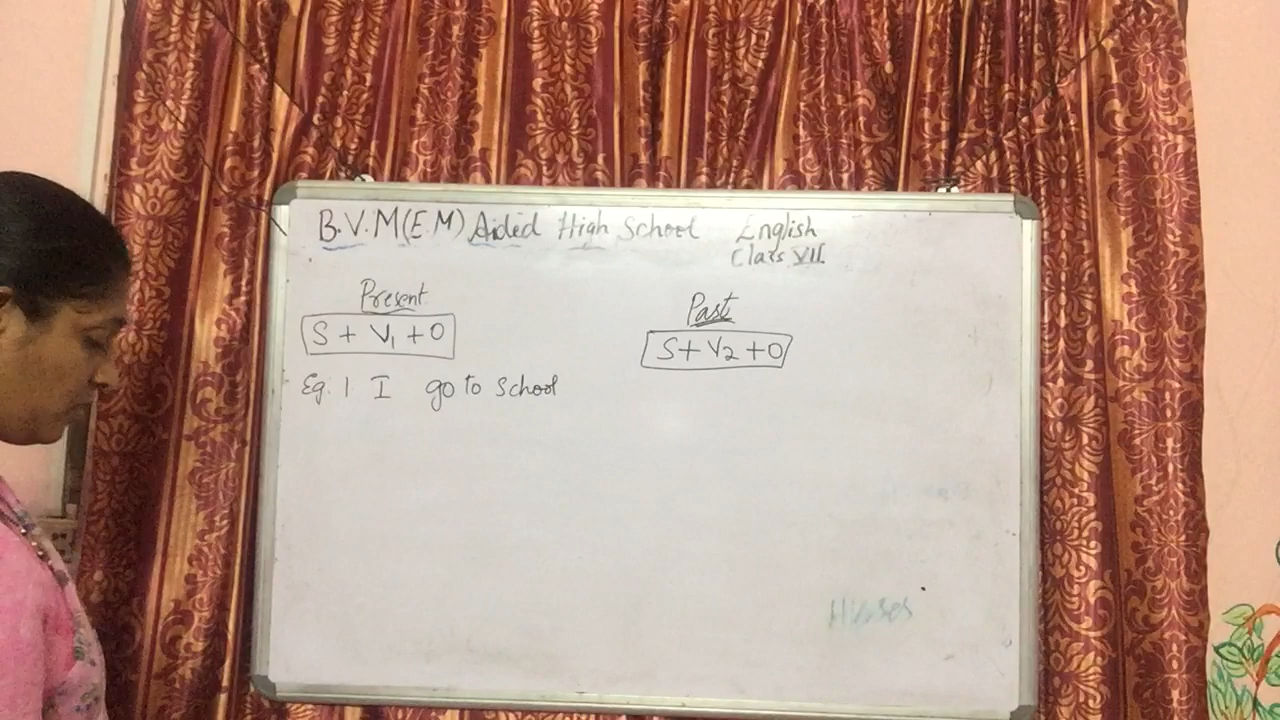 B.V.M(E.M) Aided High School English
Class VII.
Present
S + V₁ + O
Eg. 1 I go to school
Past
S + V₂ + O